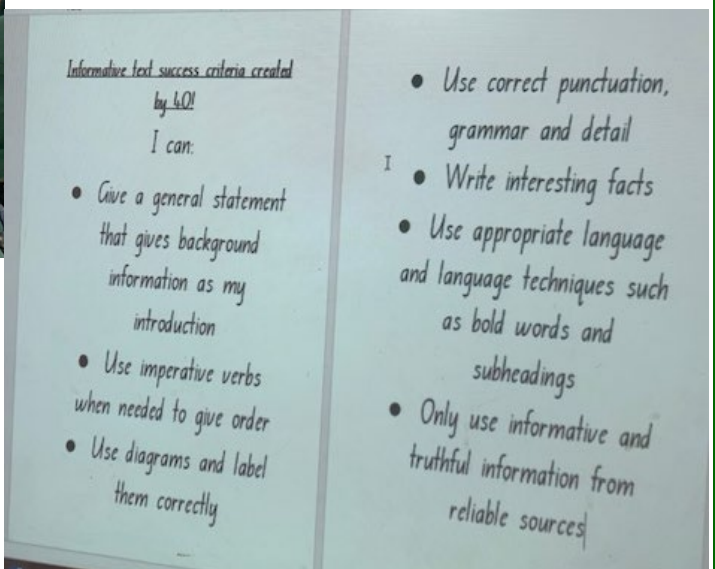 Informative text success criteria created
by 4O!
I can:
• Give a general statement
that gives background
information as my
introduction
• Use imperative verbs
when needed to give order
• Use diagrams and label
them correctly
• Use correct punctuation,
grammar and detail
• Write interesting facts
• Use appropriate language
and language techniques such
as bold words and
subheadings
• Only use informative and
truthful information from
reliable sources